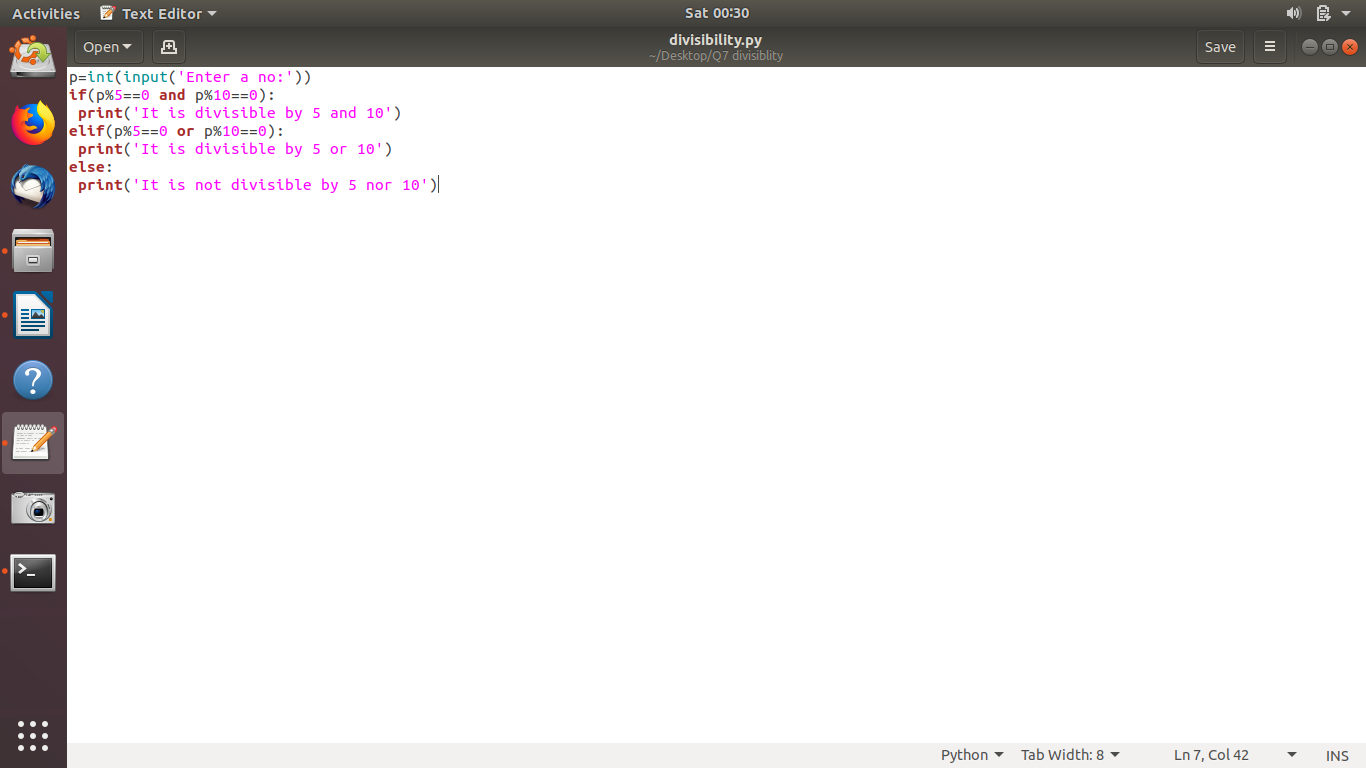 Activities Text Editor Sat 00:30
Open divisibility.py Save
~/Desktop/Q7 divisiblity
p=int(input('Enter a no:'))
if(p%5==0 and p%10==0):
 print('It is divisible by 5 and 10')
elif(p%5==0 or p%10==0):
 print('It is divisible by 5 or 10')
else:
 print('It is not divisible by 5 nor 10')
Python Tab Width: 8 Ln 7, Col 42 INS